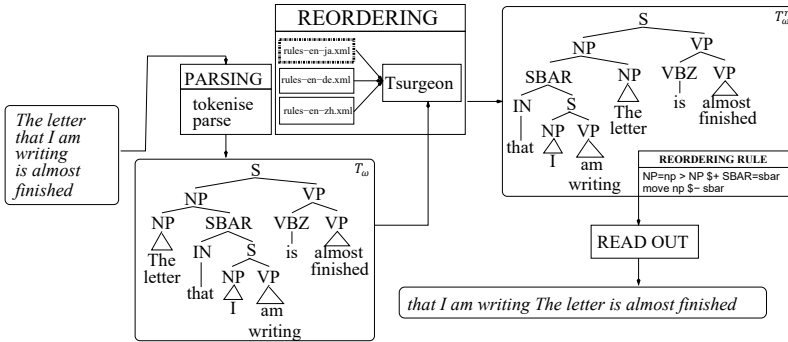 REORDERING
rules-en-ja.xml
rules-en-de.xml
rules-en-zh.xml
Tsurgeon
PARSING
tokenise
parse
The letter
that I am
writing
is almost
finished
Tω
S
NP VP
NP SBAR VBZ VP
The
letter
IN S is almost
finished
that NP VP
I am
writing
S
NP VP
SBAR NP VBZ VP
IN S The
letter
is almost
finished
that NP VP
I am
writing
REORDERING RULE
NP=np > NP $+ SBAR=sbar
move np $- sbar
READ OUT
that I am writing The letter is almost finished